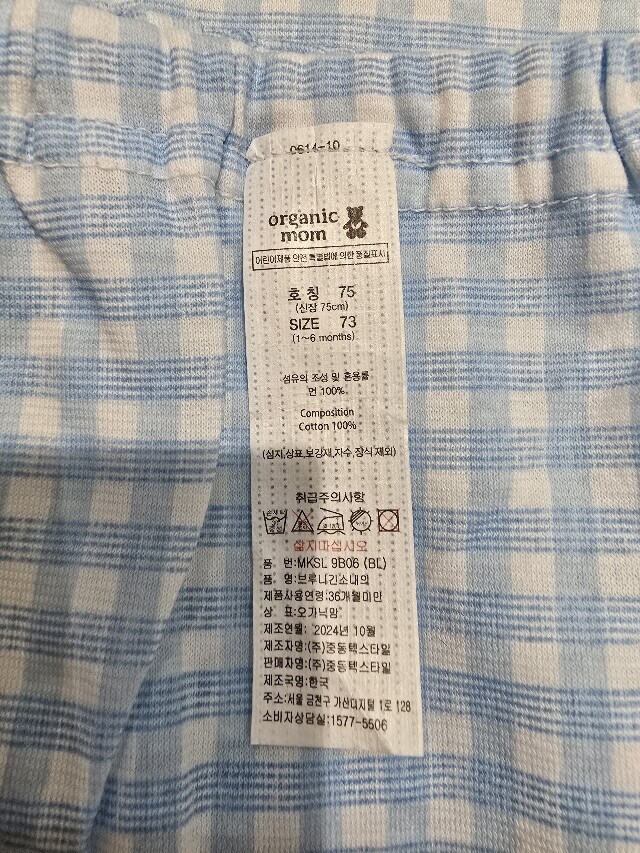 0614-10
organic
mom
어린이제품 안전 특별법에 의한 품질표시
호 칭 75
(신장 75cm)
SIZE 73
(1~6 months)
섬유의 조성 및 혼용률
면 100%
Composition
Cotton 100%
(심지,상표,보강재,자수,장식 제외)
취급주의사항
삶지마십시오
품 번:MKSL 9B06 (BL)
품 명:브루니긴소내의
제품사용연령:36개월미만
상 표:오가닉맘
제조연월: 2024년 10월
제조자명:(주)중동텍스타일
판매자명:(주)중동텍스타일
제조국명:한국
주소:서울 금천구 가산디지털 1로 128
소비자상담실:1577-5506